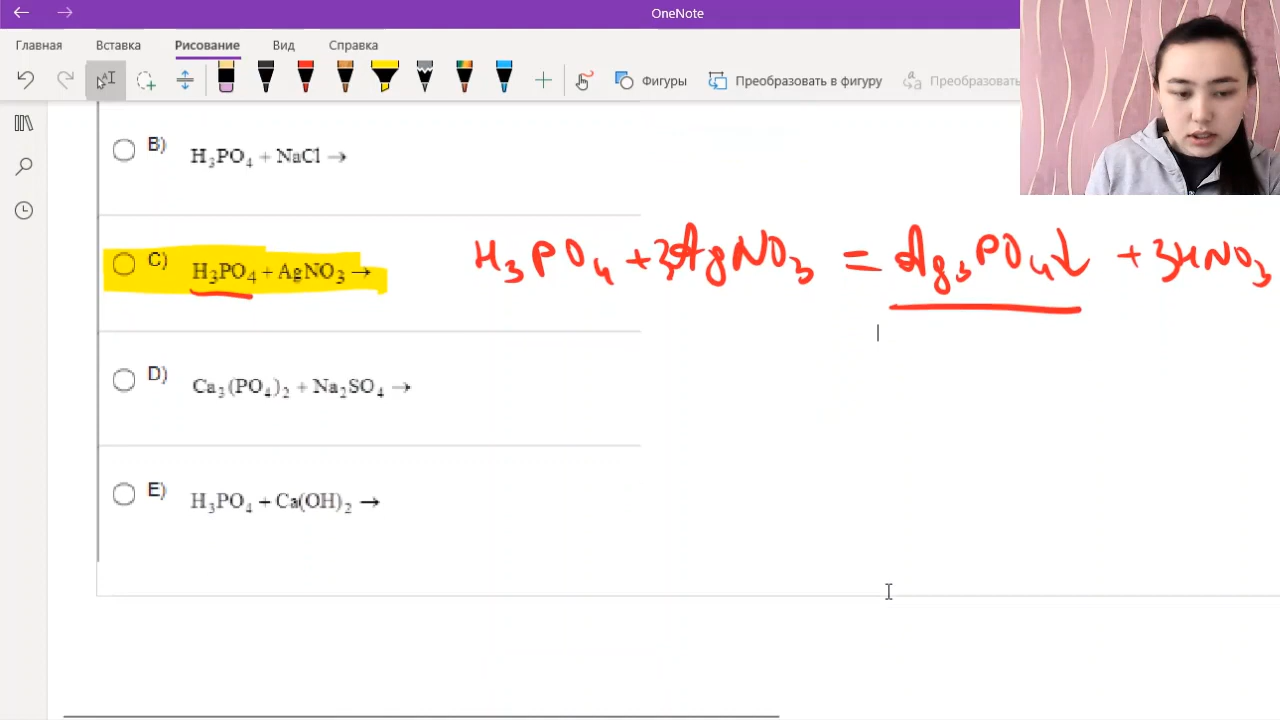 OneNote
Главная Вставка Рисование Вид Справка
Фигуры Преобразовать в фигуру Преобразован
B) H₃PO₄ + NaCl →
C) H₃PO₄ + AgNO₃ →
H₃PO₄ + 3AgNO₃ = Ag₃PO₄↓ + 3HNO₃
D) Ca₃(PO₄)₂ + Na₂SO₄ →
E) H₃PO₄ + Ca(OH)₂ →